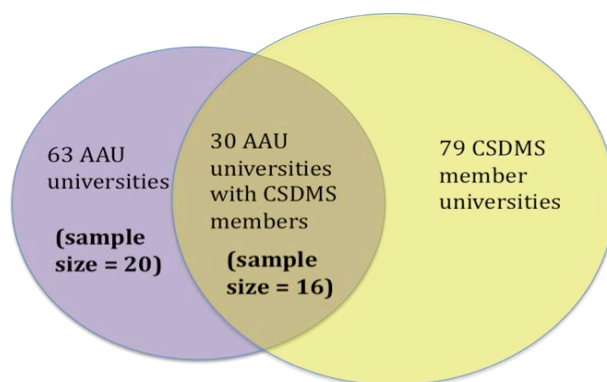 63 AAU
universities
(sample
size = 20)
30 AAU
universities
with CSDMS
members
(sample
size = 16)
79 CSDMS
member
universities